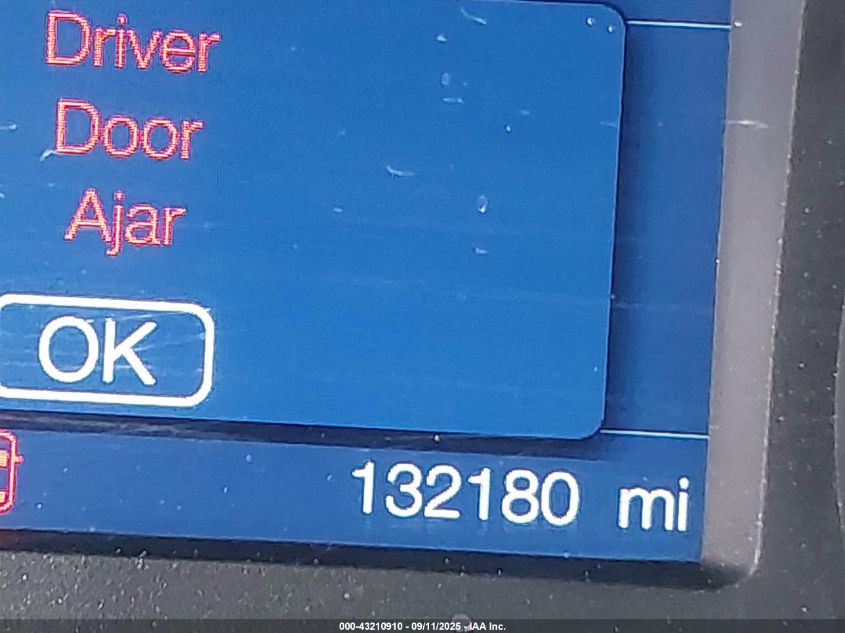 Driver
Door
Ajar
OK
132180 mi
000-43210910 - 09/11/2025 - IAA Inc.